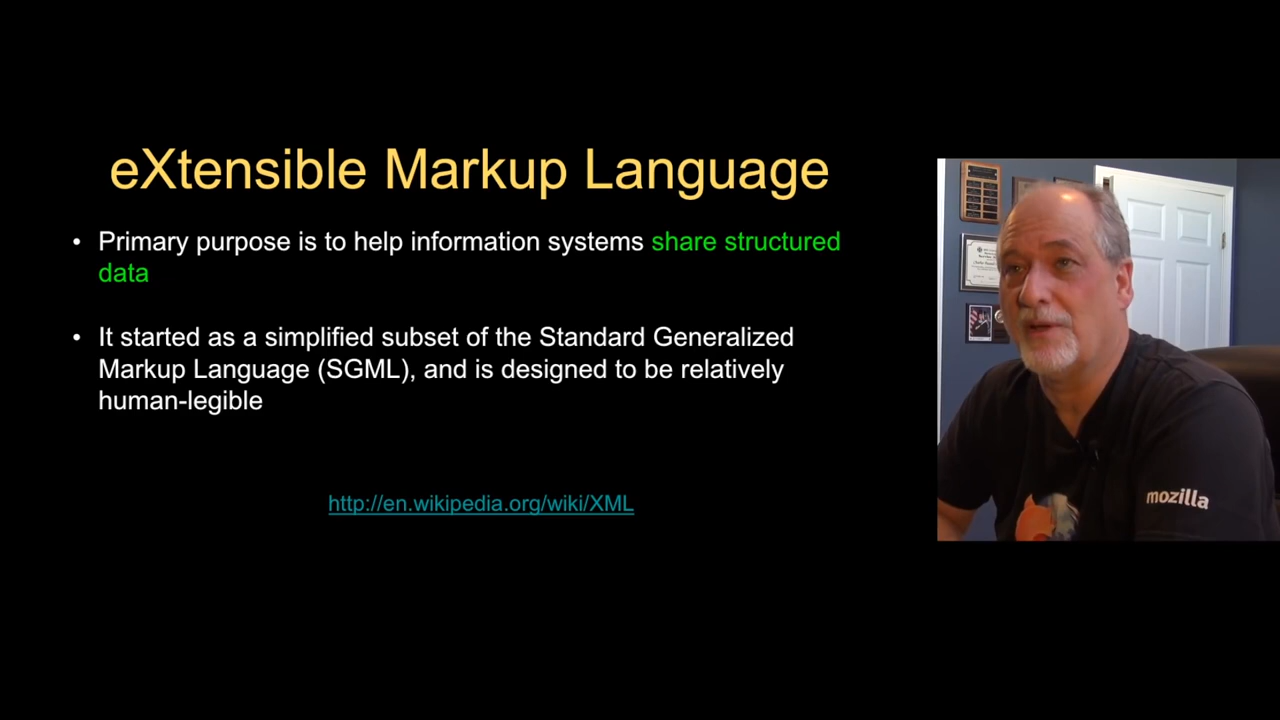 eXtensible Markup Language
• Primary purpose is to help information systems share structured
data
• It started as a simplified subset of the Standard Generalized
Markup Language (SGML), and is designed to be relatively
human-legible
http://en.wikipedia.org/wiki/XML
mozilla